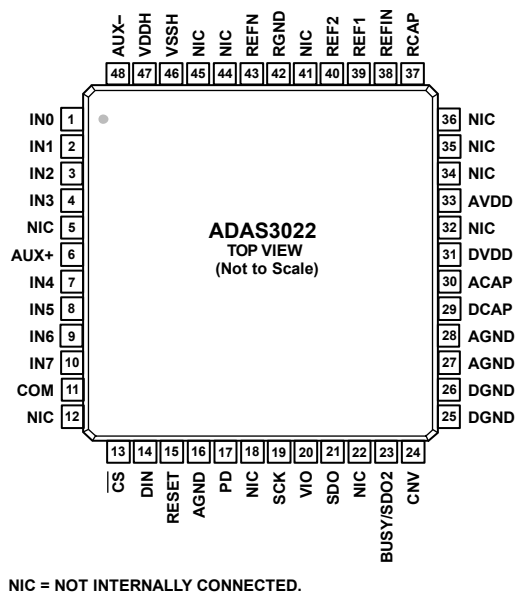 AUX–
VDDH
VSSH
NIC
NIC
REFN
RGND
NIC
REF2
REF1
REFIN
RCAP
48 47 46 45 44 43 42 41 40 39 38 37
IN0 1
IN1 2
IN2 3
IN3 4
NIC 5
AUX+ 6
IN4 7
IN5 8
IN6 9
IN7 10
COM 11
NIC 12
ADAS3022
TOP VIEW
(Not to Scale)
36 NIC
35 NIC
34 NIC
33 AVDD
32 NIC
31 DVDD
30 ACAP
29 DCAP
28 AGND
27 AGND
26 DGND
25 DGND
13 14 15 16 17 18 19 20 21 22 23 24
CS
DIN
RESET
AGND
PD
NIC
SCK
VIO
SDO
NIC
BUSY/SDO2
CNV
NIC = NOT INTERNALLY CONNECTED.